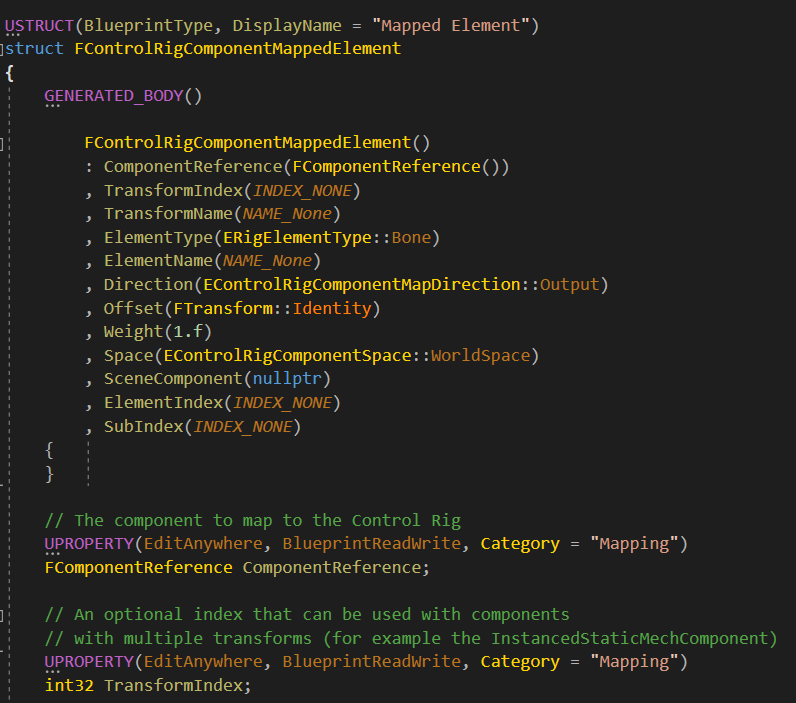 USTRUCT(BlueprintType, DisplayName = "Mapped Element")
struct FControlRigComponentMappedElement
{
GENERATED_BODY()
FControlRigComponentMappedElement()
: ComponentReference(FComponentReference())
, TransformIndex(INDEX_NONE)
, TransformName(NAME_None)
, ElementType(ERigElementType::Bone)
, ElementName(NAME_None)
, Direction(EControlRigComponentMapDirection::Output)
, Offset(FTransform::Identity)
, Weight(1.f)
, Space(EControlRigComponentSpace::WorldSpace)
, SceneComponent(nullptr)
, ElementIndex(INDEX_NONE)
, SubIndex(INDEX_NONE)
{
}
// The component to map to the Control Rig
UPROPERTY(EditAnywhere, BlueprintReadWrite, Category = "Mapping")
FComponentReference ComponentReference;
// An optional index that can be used with components
// with multiple transforms (for example the InstancedStaticMechComponent)
UPROPERTY(EditAnywhere, BlueprintReadWrite, Category = "Mapping")
int32 TransformIndex;